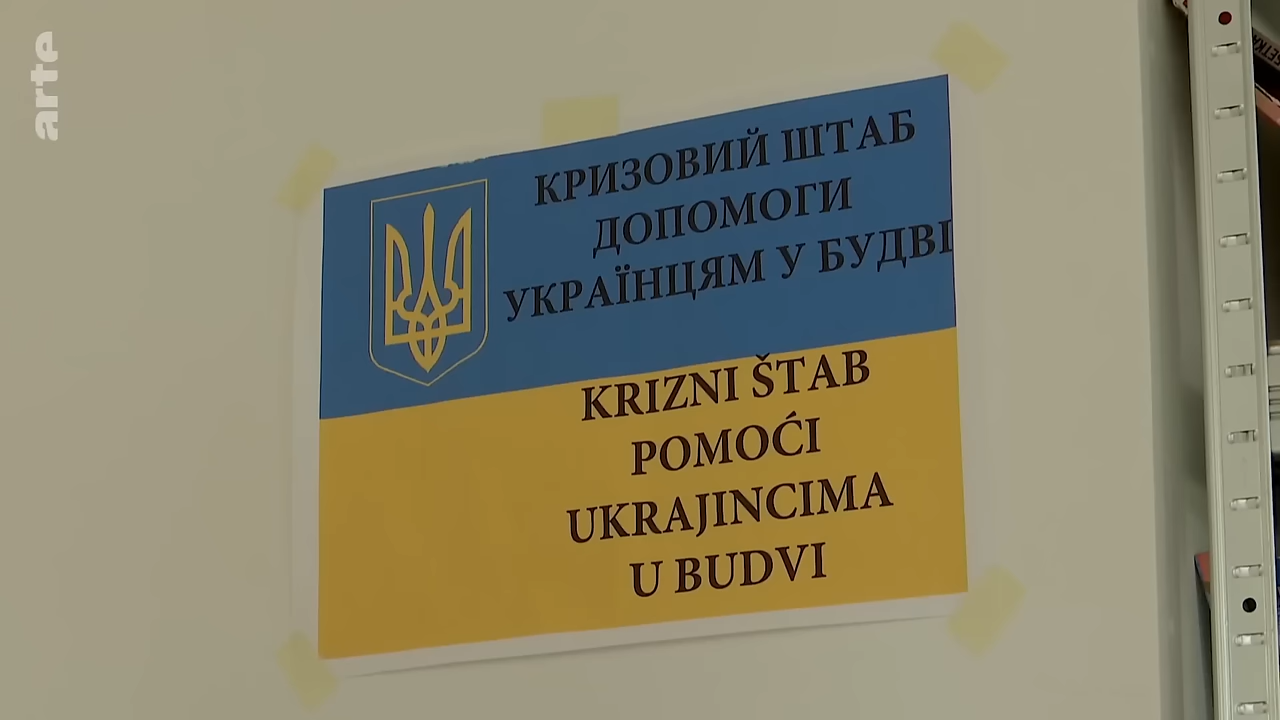 arte
КРИЗОВИЙ ШТАБ
ДОПОМОГИ
УКРАЇНЦЯМ У БУДВІ
KRIZNI ŠTAB
POMOĆI
UKRAJINCIMA
U BUDVI